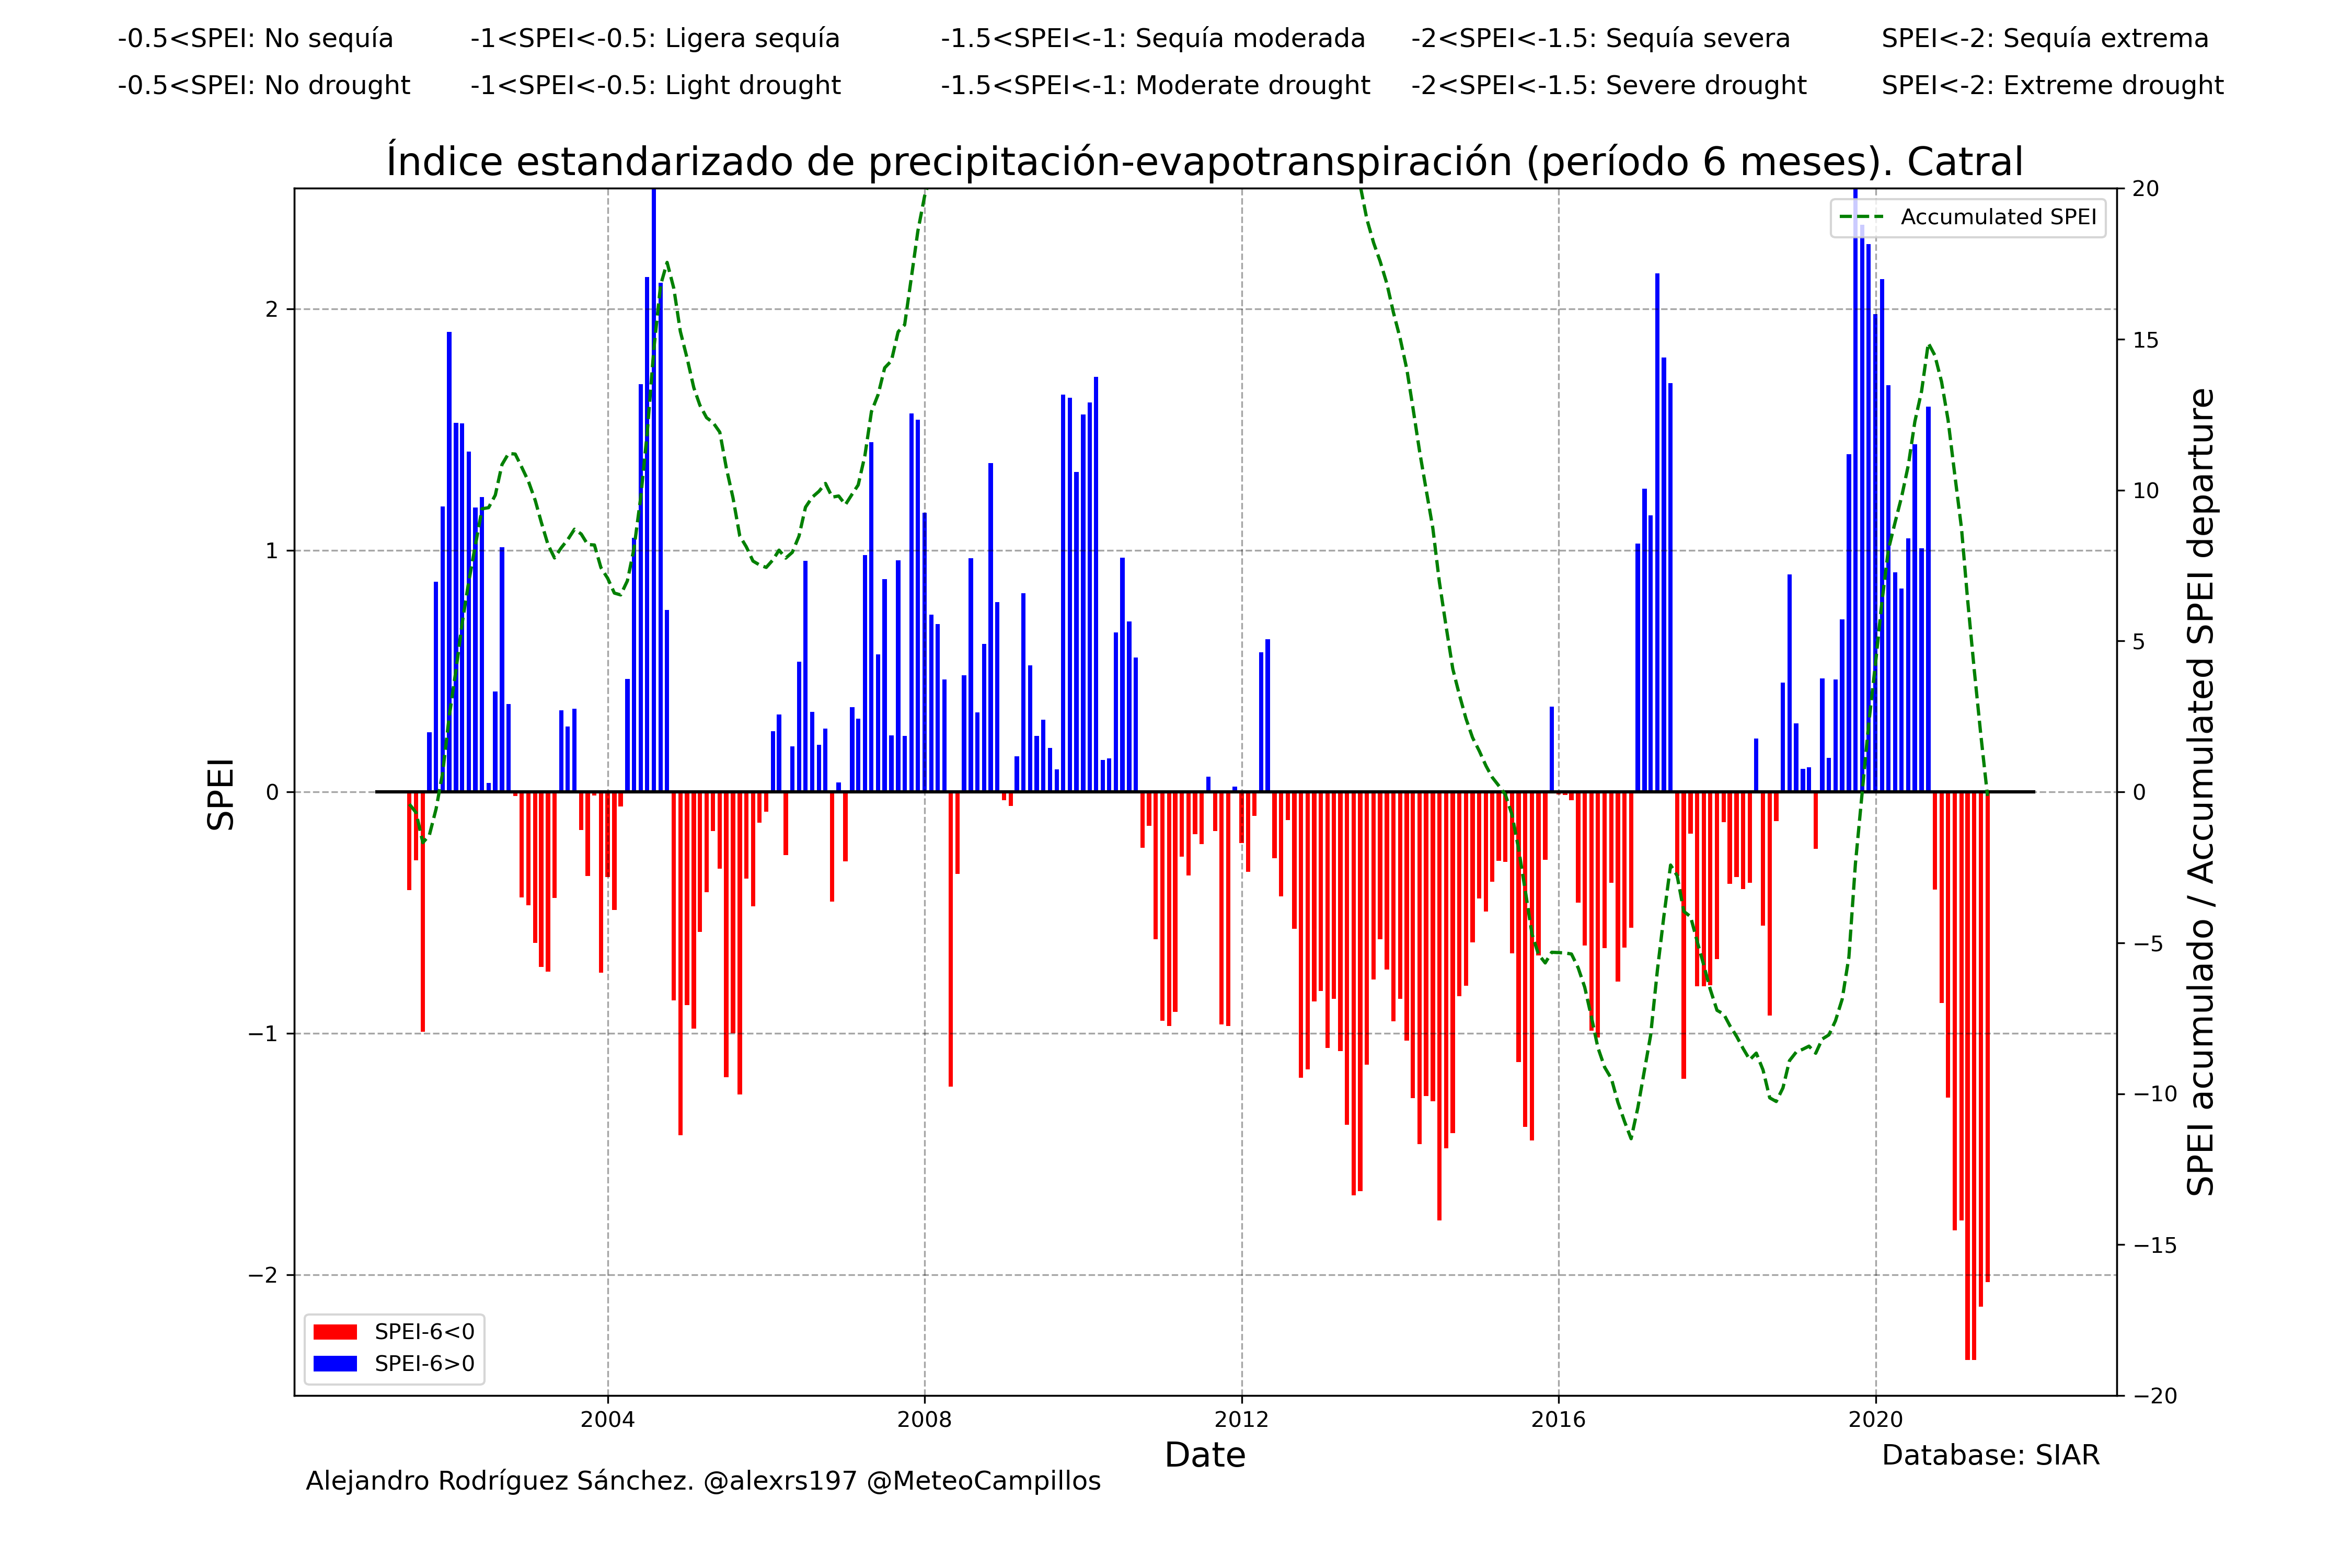 -0.5<SPEI: No sequía -1<SPEI<-0.5: Ligera sequía -1.5<SPEI<-1: Sequía moderada -2<SPEI<-1.5: Sequía severa SPEI<-2: Sequía extrema
-0.5<SPEI: No drought -1<SPEI<-0.5: Light drought -1.5<SPEI<-1: Moderate drought -2<SPEI<-1.5: Severe drought SPEI<-2: Extreme drought
Índice estandarizado de precipitación-evapotranspiración (período 6 meses). Catral
SPEI
2
1
0
−1
−2
Accumulated SPEI
20
15
10
5
0
−5
−10
−15
−20
SPEI acumulado / Accumulated SPEI departure
SPEI-6<0
SPEI-6>0
2004 2008 2012 2016 2020
Date
Database: SIAR
Alejandro Rodríguez Sánchez. @alexrs197 @MeteoCampillos